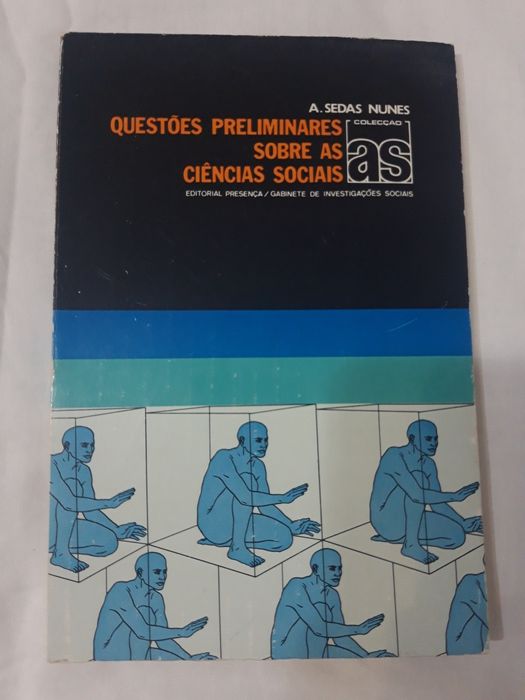 A. SEDAS NUNES
QUESTÕES PRELIMINARES
SOBRE AS
CIÊNCIAS SOCIAIS
COLECÇÃO
as
EDITORIAL PRESENÇA / GABINETE DE INVESTIGAÇÕES SOCIAIS